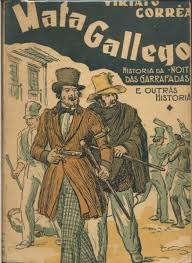 VIRIATO CORRÊA
Mata
Gallego
HISTORIA DA "NOITE
DAS GARRAFADAS"
E OUTRAS
HISTORIAS